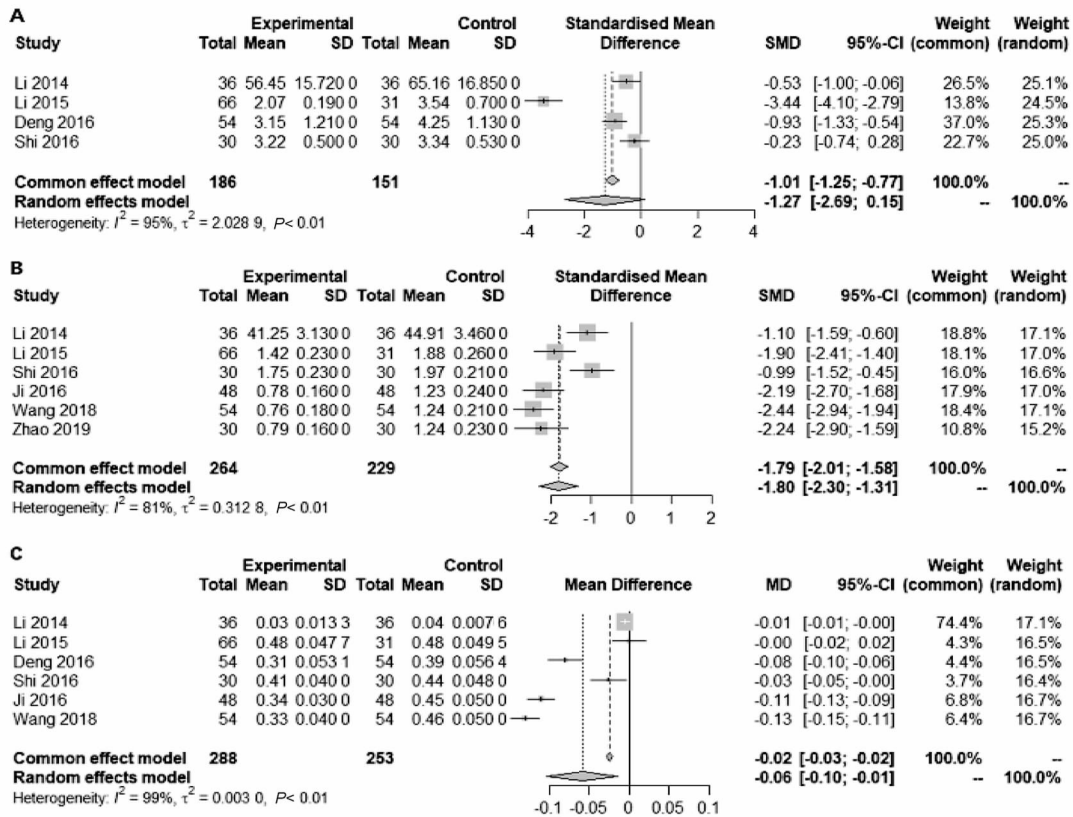 A
Experimental Control Standardised Mean Weight Weight
Study Total Mean SD Total Mean SD Difference SMD 95%-CI (common) (random)
Li 2014 36 56.45 15.720 0 36 65.16 16.850 0 -0.53 [-1.00; -0.06] 26.5% 25.1%
Li 2015 66 2.07 0.190 0 31 3.54 0.700 0 -3.44 [-4.10; -2.79] 13.8% 24.5%
Deng 2016 54 3.15 1.210 0 54 4.25 1.130 0 -0.93 [-1.33; -0.54] 37.0% 25.3%
Shi 2016 30 3.22 0.500 0 30 3.34 0.530 0 -0.23 [-0.74; 0.28] 22.7% 25.0%
Common effect model 186 151 -1.01 [-1.25; -0.77] 100.0% --
Random effects model -1.27 [-2.69; 0.15] -- 100.0%
Heterogeneity: I² = 95%, τ² = 2.028 9, P< 0.01
-4 -2 0 2 4
B
Experimental Control Standardised Mean Weight Weight
Study Total Mean SD Total Mean SD Difference SMD 95%-CI (common) (random)
Li 2014 36 41.25 3.130 0 36 44.91 3.460 0 -1.10 [-1.59; -0.60] 18.8% 17.1%
Li 2015 66 1.42 0.230 0 31 1.88 0.260 0 -1.90 [-2.41; -1.40] 18.1% 17.0%
Shi 2016 30 1.75 0.230 0 30 1.97 0.210 0 -0.99 [-1.52; -0.45] 16.0% 16.6%
Ji 2016 48 0.78 0.160 0 48 1.23 0.240 0 -2.19 [-2.70; -1.68] 17.9% 17.0%
Wang 2018 54 0.76 0.180 0 54 1.24 0.210 0 -2.44 [-2.94; -1.94] 18.4% 17.1%
Zhao 2019 30 0.79 0.160 0 30 1.24 0.230 0 -2.24 [-2.90; -1.59] 10.8% 15.2%
Common effect model 264 229 -1.79 [-2.01; -1.58] 100.0% --
Random effects model -1.80 [-2.30; -1.31] -- 100.0%
Heterogeneity: I² = 81%, τ² = 0.312 8, P< 0.01
-2 -1 0 1 2
C
Experimental Control Weight Weight
Study Total Mean SD Total Mean SD Mean Difference MD 95%-CI (common) (random)
Li 2014 36 0.03 0.013 3 36 0.04 0.007 6 -0.01 [-0.01; -0.00] 74.4% 17.1%
Li 2015 66 0.48 0.047 7 31 0.48 0.049 5 -0.00 [-0.02; 0.02] 4.3% 16.5%
Deng 2016 54 0.31 0.053 1 54 0.39 0.056 4 -0.08 [-0.10; -0.06] 4.4% 16.5%
Shi 2016 30 0.41 0.040 0 30 0.44 0.048 0 -0.03 [-0.05; -0.00] 3.7% 16.4%
Ji 2016 48 0.34 0.030 0 48 0.45 0.050 0 -0.11 [-0.13; -0.09] 6.8% 16.7%
Wang 2018 54 0.33 0.040 0 54 0.46 0.050 0 -0.13 [-0.15; -0.11] 6.4% 16.7%
Common effect model 288 253 -0.02 [-0.03; -0.02] 100.0% --
Random effects model -0.06 [-0.10; -0.01] -- 100.0%
Heterogeneity: I² = 99%, τ² = 0.003 0, P< 0.01
-0.1 -0.05 0 0.05 0.1